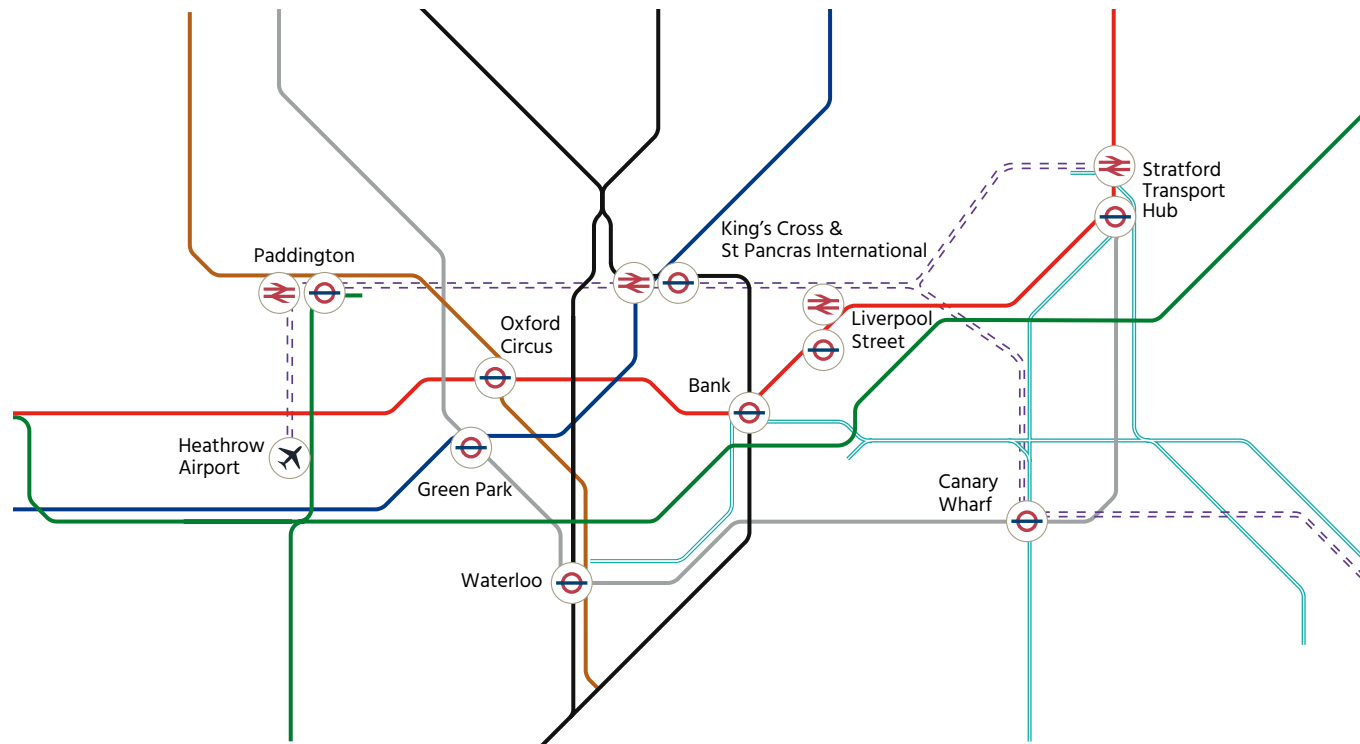 Stratford
Transport
Hub
King's Cross &
St Pancras International
Paddington
Oxford
Circus
Liverpool
Street
Bank
Heathrow
Airport
Green Park
Canary
Wharf
Waterloo